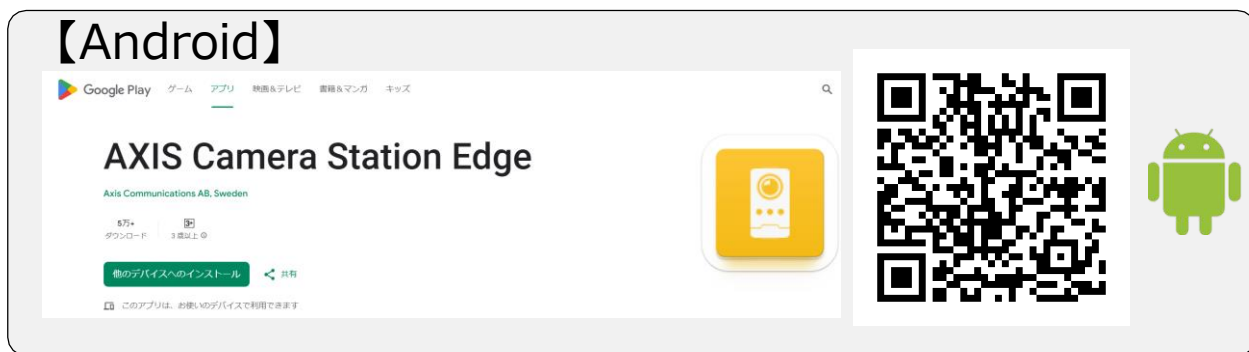 【Android】
Google Play ゲーム アプリ 映画&テレビ 書籍&マンガ キッズ
AXIS Camera Station Edge
Axis Communications AB, Sweden
5万+
ダウンロード
3+
3 歳以上
他のデバイスへのインストール 共有
このアプリは、お使いのデバイスで利用できます